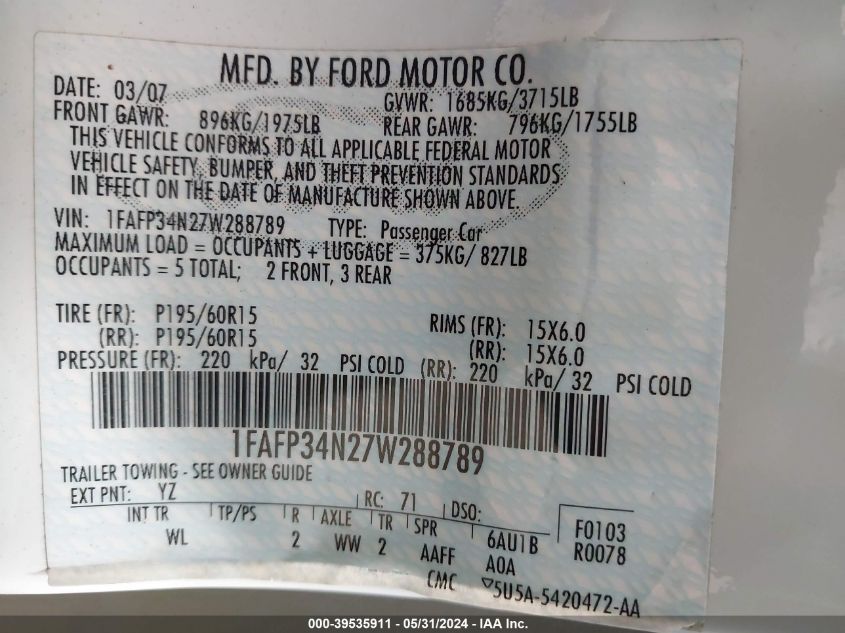 MFD. BY FORD MOTOR CO.
DATE: 03/07 GVWR: 1685KG/3715LB
FRONT GAWR: 896KG/1975LB REAR GAWR: 796KG/1755LB
THIS VEHICLE CONFORMS TO ALL APPLICABLE FEDERAL MOTOR
VEHICLE SAFETY, BUMPER, AND THEFT PREVENTION STANDARDS
IN EFFECT ON THE DATE OF MANUFACTURE SHOWN ABOVE.
VIN: 1FAFP34N27W288789 TYPE: Passenger Car
MAXIMUM LOAD = OCCUPANTS + LUGGAGE = 375KG/ 827LB
OCCUPANTS = 5 TOTAL; 2 FRONT, 3 REAR
TIRE (FR): P195/60R15 RIMS (FR): 15X6.0
(RR): P195/60R15 (RR): 15X6.0
PRESSURE (FR): 220 kPa/ 32 PSI COLD (RR): 220 kPa/ 32 PSI COLD
1FAFP34N27W288789
TRAILER TOWING - SEE OWNER GUIDE
EXT PNT: YZ RC: 71 DSO:
INT TR TP/PS R AXLE TR SPR 6AU1B F0103
WL 2 WW 2 AAFF A0A R0078
CMC 5U5A-5420472-AA
000-39535911 - 05/31/2024 - IAA Inc.